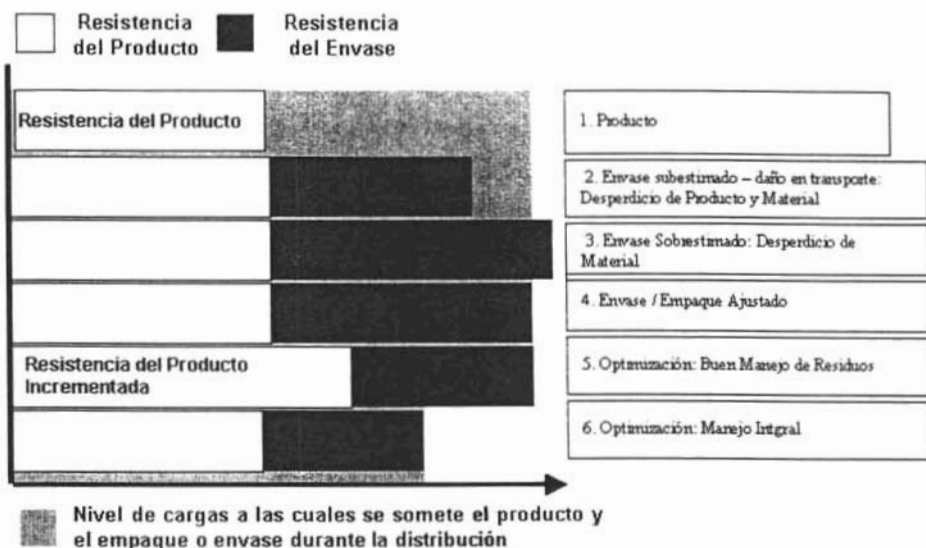 Resistencia
del Producto
Resistencia
del Envase
Resistencia del Producto
1. Producto
2. Envase subestimado – daño en transporte:
Desperdicio de Producto y Material
3. Envase Sobrestimado: Desperdicio de
Material
4. Envase / Empaque Ajustado
Resistencia del Producto
Incrementada
5. Optimización: Buen Manejo de Residuos
6. Optimización: Manejo Intgral
Nivel de cargas a las cuales se somete el producto y
el empaque o envase durante la distribución